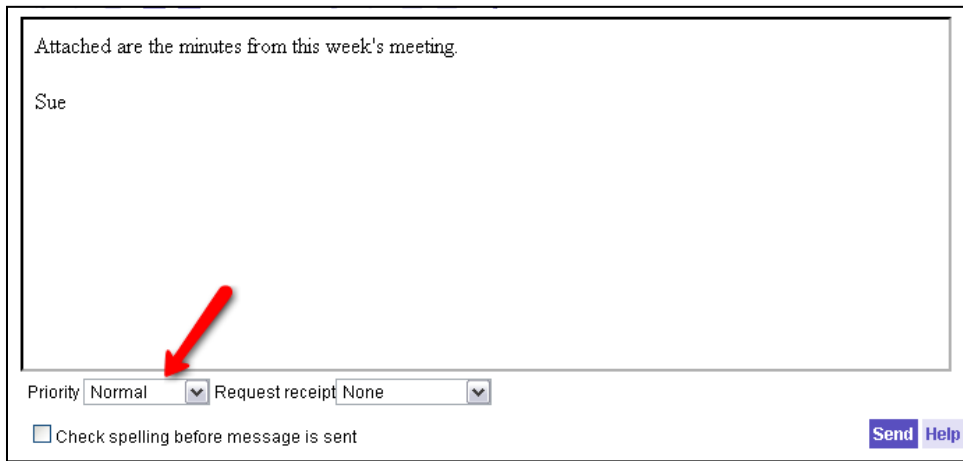 Attached are the minutes from this week's meeting.
Sue
Priority Normal Request receipt None
Check spelling before message is sent
Send Help